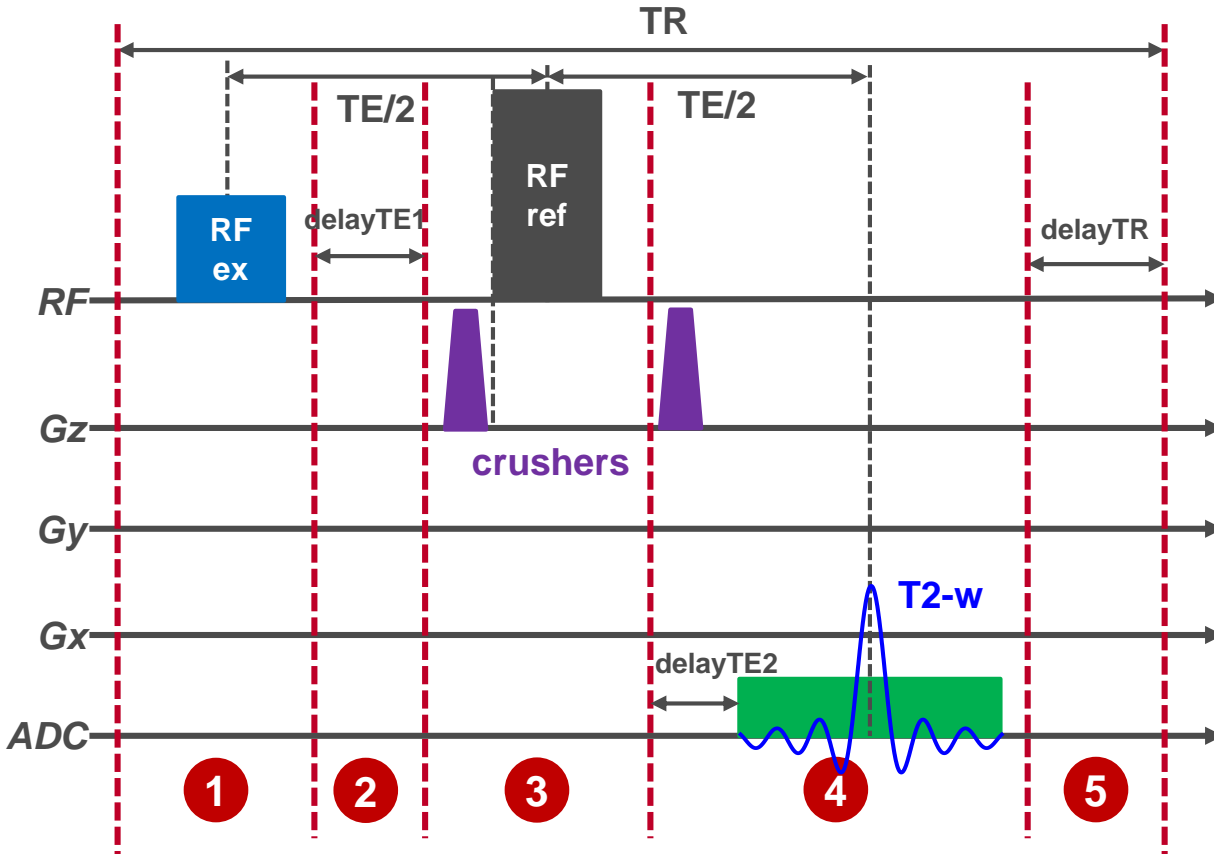 TR
TE/2
TE/2
RF
ex
delayTE1
RF
ref
delayTR
RF
Gz
crushers
Gy
T2-w
Gx
delayTE2
ADC
1
2
3
4
5